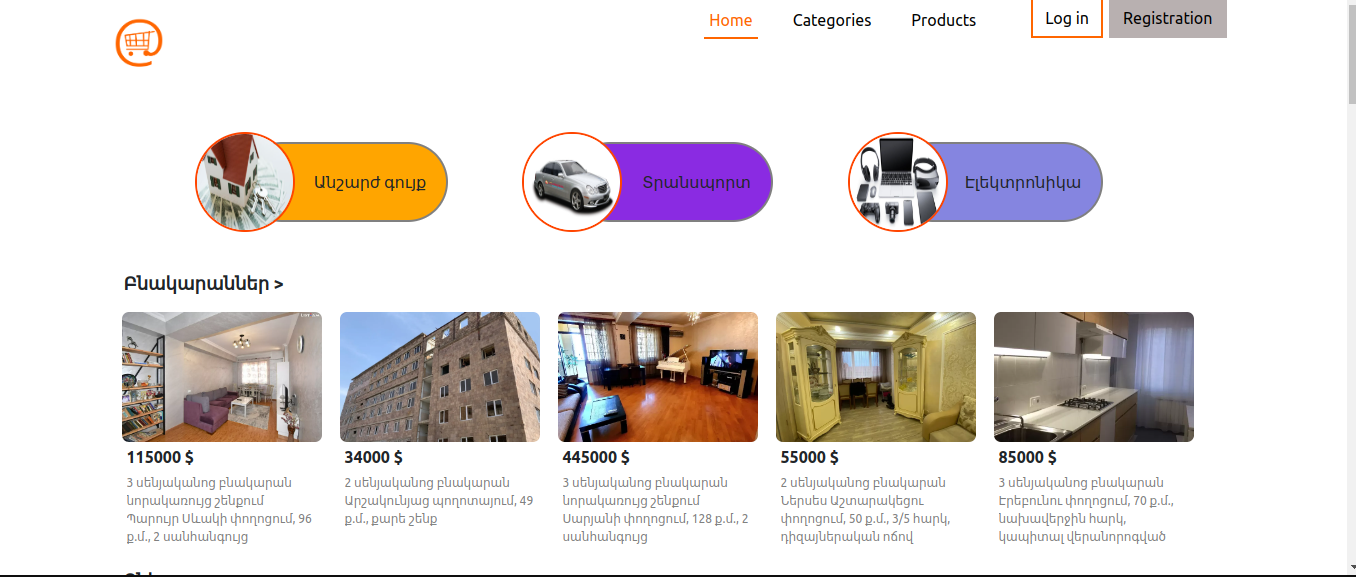 Home
Categories
Products
Log in
Registration
Անշարժ գույք
Տրանսպորտ
Էլեկտրոնիկա
Բնակարաններ >
115000 $
3 սենյականոց բնակարան
նորակառույց շենքում
Պարույր Սևակի փողոցում, 96
ք.մ., 2 սանհանգույց
34000 $
2 սենյականոց բնակարան
Արշակունյաց պողոտայում, 49
ք.մ., քարե շենք
445000 $
3 սենյականոց բնակարան
նորակառույց շենքում
Սարյանի փողոցում, 128 ք.մ., 2
սանհանգույց
55000 $
2 սենյականոց բնակարան
Ներսես Աշտարակեցու
փողոցում, 50 ք.մ., 3/5 հարկ,
դիզայներական ոճով
85000 $
3 սենյականոց բնակարան
Էրեբունու փողոցում, 70 ք.մ.,
նախավերջին հարկ,
կապիտալ վերանորոգված